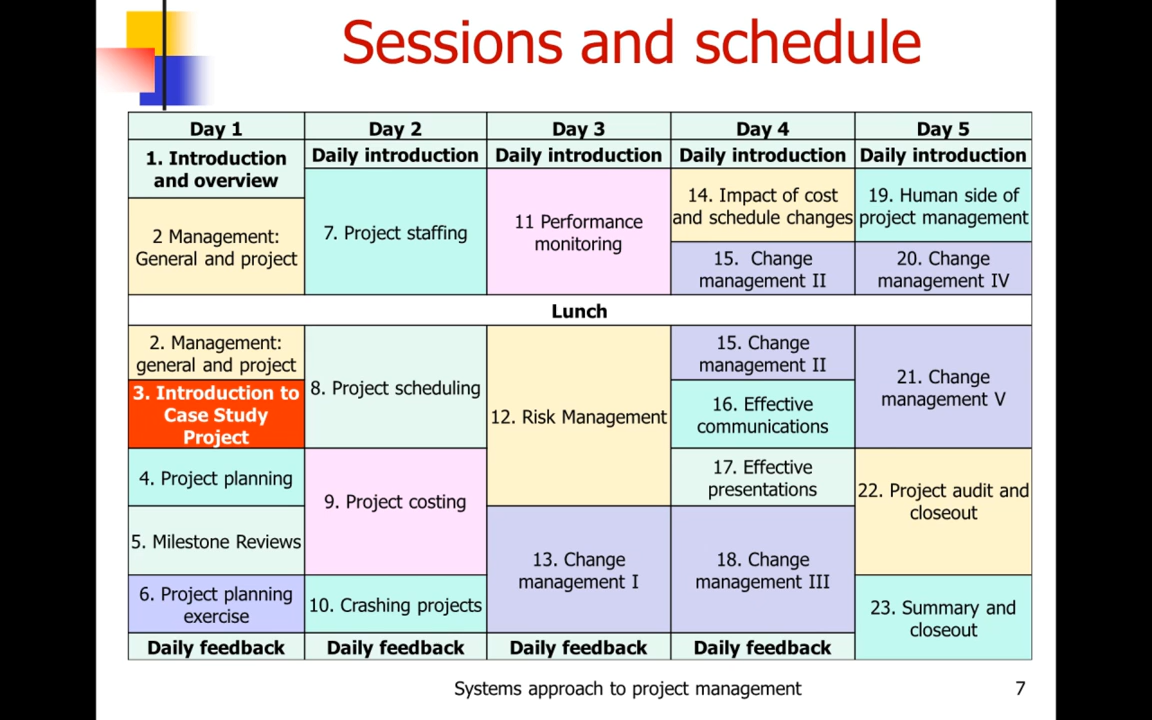 Sessions and schedule
Day 1
Day 2
Day 3
Day 4
Day 5
1. Introduction
and overview
Daily introduction
Daily introduction
Daily introduction
Daily introduction
2 Management:
General and project
7. Project staffing
11 Performance
monitoring
14. Impact of cost
and schedule changes
19. Human side of
project management
15. Change
management II
20. Change
management IV
Lunch
2. Management:
general and project
8. Project scheduling
12. Risk Management
15. Change
management II
21. Change
management V
3. Introduction to
Case Study
Project
16. Effective
communications
4. Project planning
9. Project costing
17. Effective
presentations
22. Project audit and
closeout
5. Milestone Reviews
13. Change
management I
18. Change
management III
6. Project planning
exercise
10. Crashing projects
23. Summary and
closeout
Daily feedback
Daily feedback
Daily feedback
Daily feedback
Systems approach to project management
7